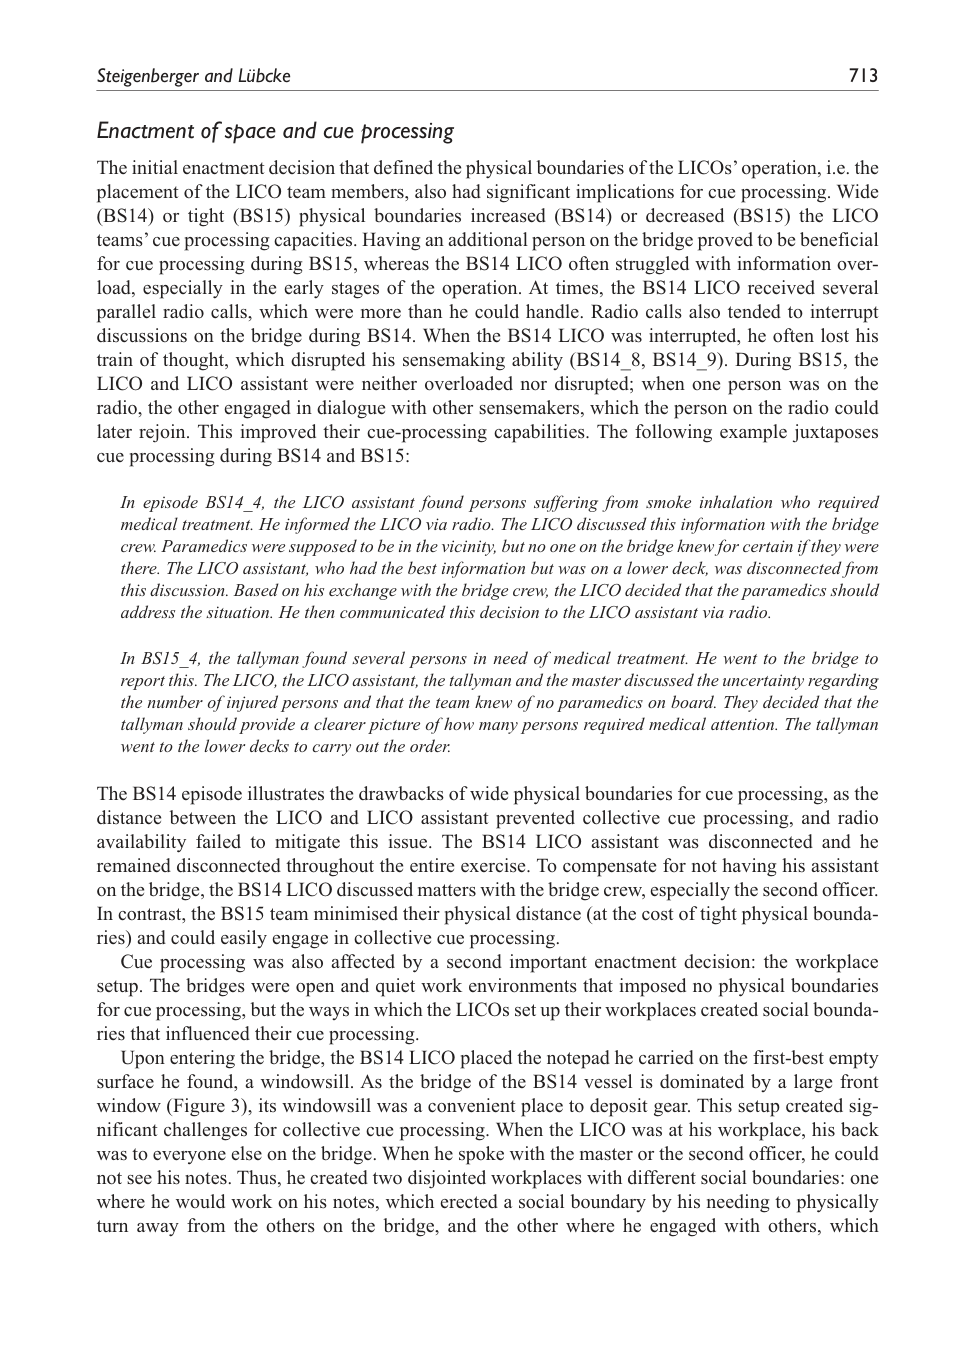 Steigenberger and Lübcke 713
Enactment of space and cue processing
The initial enactment decision that defined the physical boundaries of the LICOs’ operation, i.e. the
placement of the LICO team members, also had significant implications for cue processing. Wide
(BS14) or tight (BS15) physical boundaries increased (BS14) or decreased (BS15) the LICO
teams’ cue processing capacities. Having an additional person on the bridge proved to be beneficial
for cue processing during BS15, whereas the BS14 LICO often struggled with information over-
load, especially in the early stages of the operation. At times, the BS14 LICO received several
parallel radio calls, which were more than he could handle. Radio calls also tended to interrupt
discussions on the bridge during BS14. When the BS14 LICO was interrupted, he often lost his
train of thought, which disrupted his sensemaking ability (BS14_8, BS14_9). During BS15, the
LICO and LICO assistant were neither overloaded nor disrupted; when one person was on the
radio, the other engaged in dialogue with other sensemakers, which the person on the radio could
later rejoin. This improved their cue-processing capabilities. The following example juxtaposes
cue processing during BS14 and BS15:
In episode BS14_4, the LICO assistant found persons suffering from smoke inhalation who required
medical treatment. He informed the LICO via radio. The LICO discussed this information with the bridge
crew. Paramedics were supposed to be in the vicinity, but no one on the bridge knew for certain if they were
there. The LICO assistant, who had the best information but was on a lower deck, was disconnected from
this discussion. Based on his exchange with the bridge crew, the LICO decided that the paramedics should
address the situation. He then communicated this decision to the LICO assistant via radio.
In BS15_4, the tallyman found several persons in need of medical treatment. He went to the bridge to
report this. The LICO, the LICO assistant, the tallyman and the master discussed the uncertainty regarding
the number of injured persons and that the team knew of no paramedics on board. They decided that the
tallyman should provide a clearer picture of how many persons required medical attention. The tallyman
went to the lower decks to carry out the order.
The BS14 episode illustrates the drawbacks of wide physical boundaries for cue processing, as the
distance between the LICO and LICO assistant prevented collective cue processing, and radio
availability failed to mitigate this issue. The BS14 LICO assistant was disconnected and he
remained disconnected throughout the entire exercise. To compensate for not having his assistant
on the bridge, the BS14 LICO discussed matters with the bridge crew, especially the second officer.
In contrast, the BS15 team minimised their physical distance (at the cost of tight physical bounda-
ries) and could easily engage in collective cue processing.
Cue processing was also affected by a second important enactment decision: the workplace
setup. The bridges were open and quiet work environments that imposed no physical boundaries
for cue processing, but the ways in which the LICOs set up their workplaces created social bounda-
ries that influenced their cue processing.
Upon entering the bridge, the BS14 LICO placed the notepad he carried on the first-best empty
surface he found, a windowsill. As the bridge of the BS14 vessel is dominated by a large front
window (Figure 3), its windowsill was a convenient place to deposit gear. This setup created sig-
nificant challenges for collective cue processing. When the LICO was at his workplace, his back
was to everyone else on the bridge. When he spoke with the master or the second officer, he could
not see his notes. Thus, he created two disjointed workplaces with different social boundaries: one
where he would work on his notes, which erected a social boundary by his needing to physically
turn away from the others on the bridge, and the other where he engaged with others, which